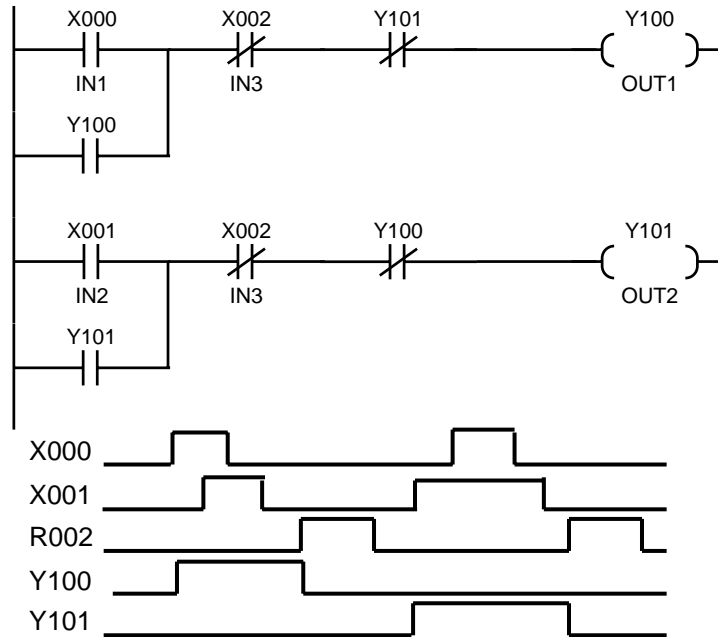 X000 X002 Y101 Y100
IN1 IN3 OUT1
Y100
X001 X002 Y100 Y101
IN2 IN3 OUT2
Y101
X000
X001
R002
Y100
Y101